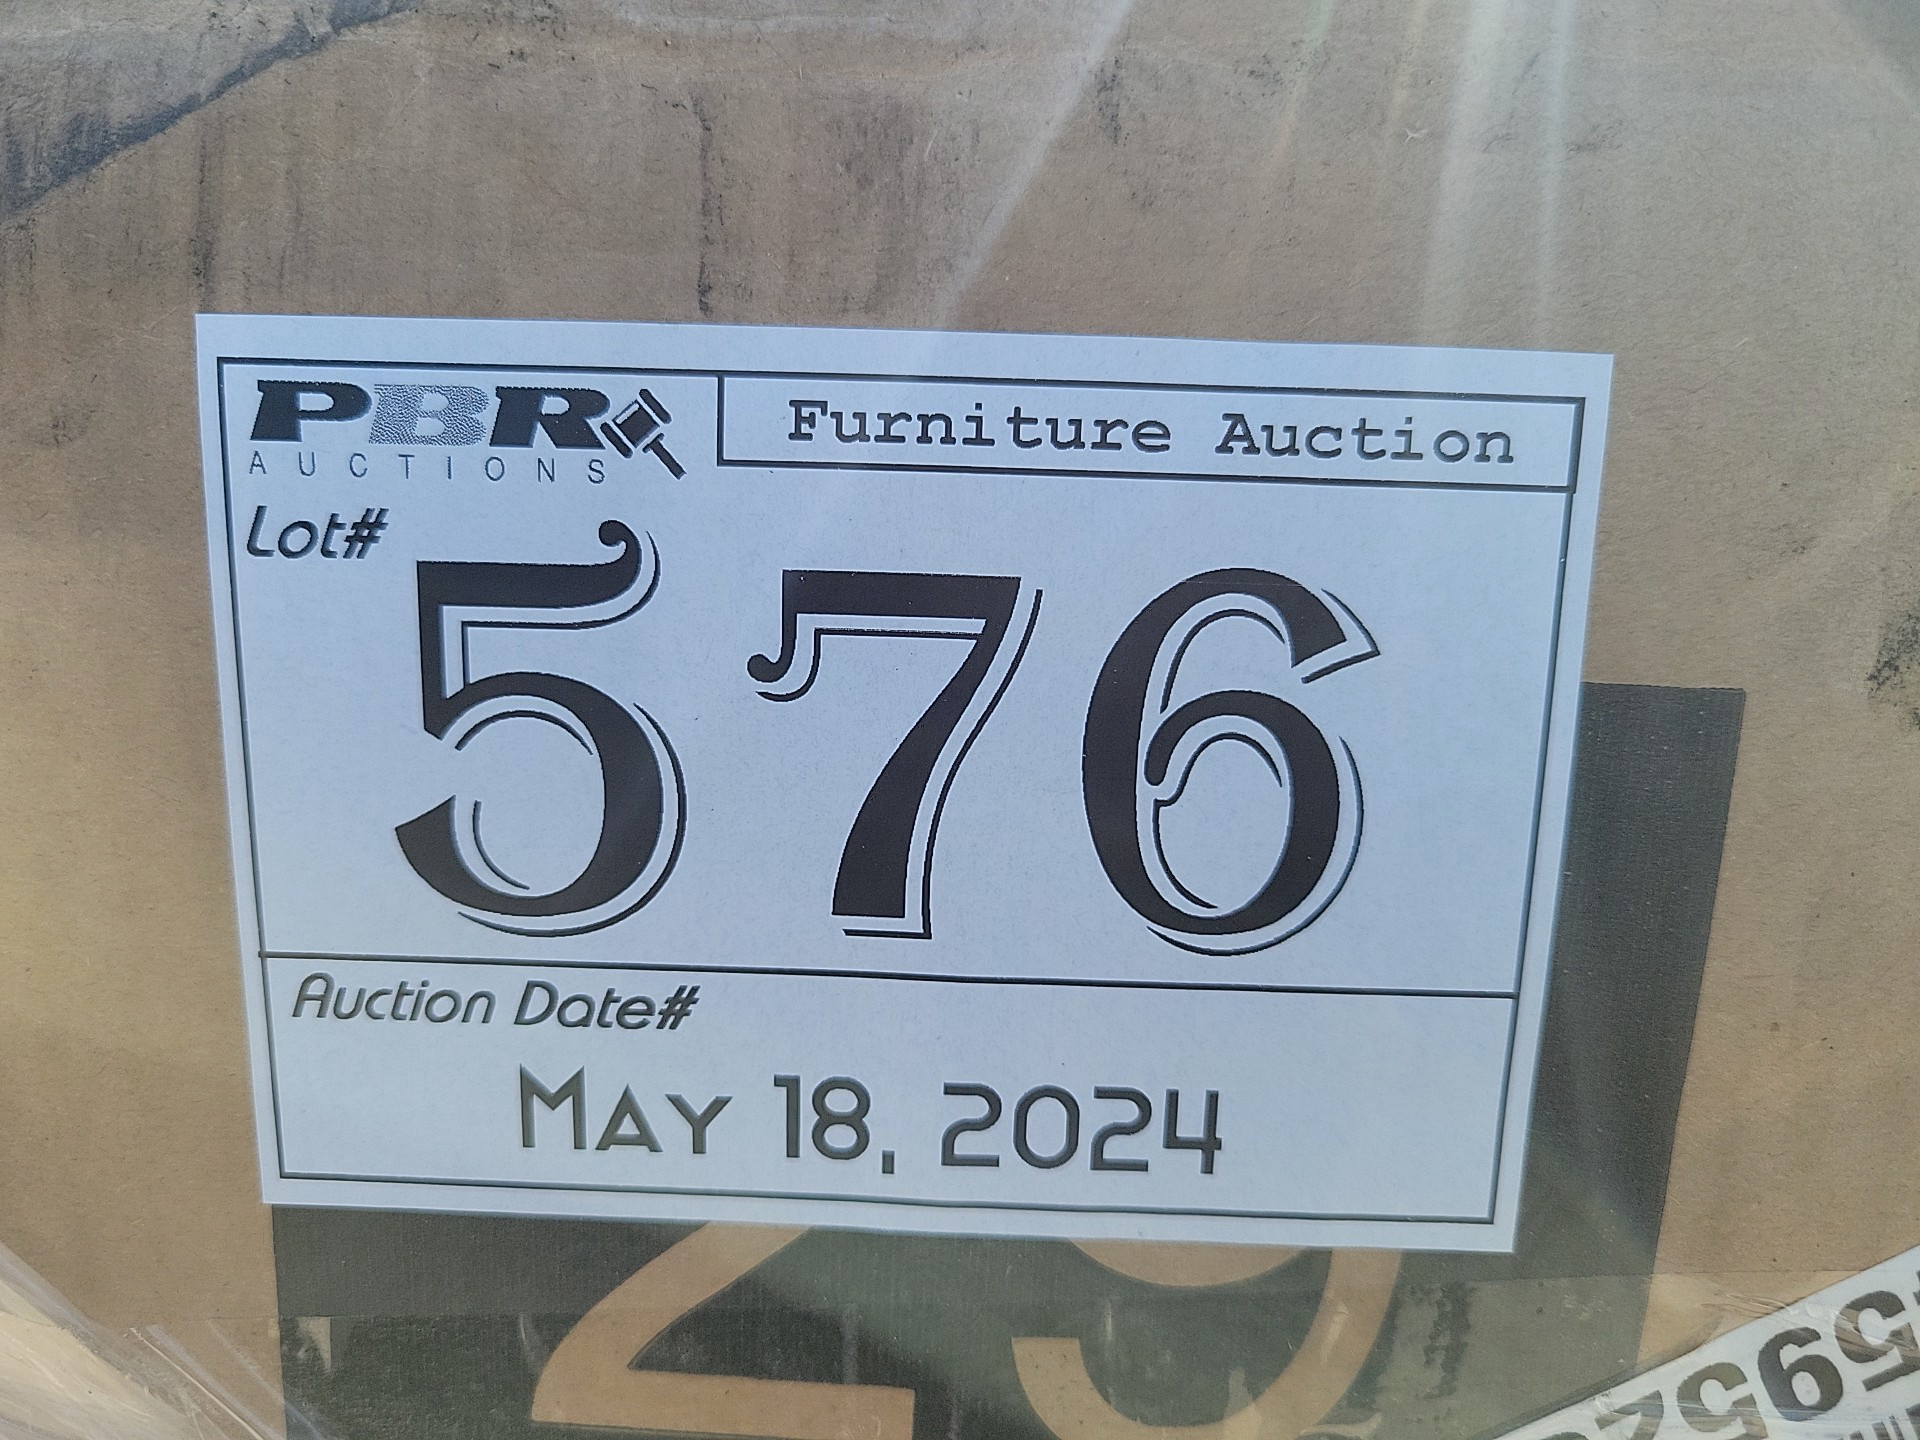 PBR
AUCTIONS
Furniture Auction
Lot#
576
Auction Date#
May 18, 2024